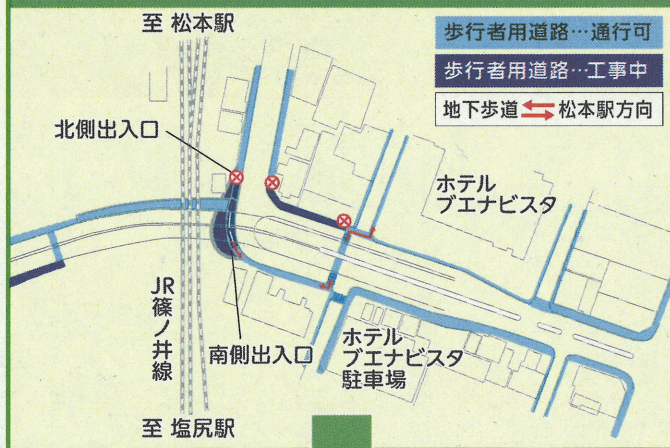 至 松本駅
歩行者用道路…通行可
歩行者用道路…工事中
地下歩道 松本駅方向
北側出入口
ホテル
ブエナビスタ
JR篠ノ井線
南側出入口
ホテル
ブエナビスタ
駐車場
至 塩尻駅